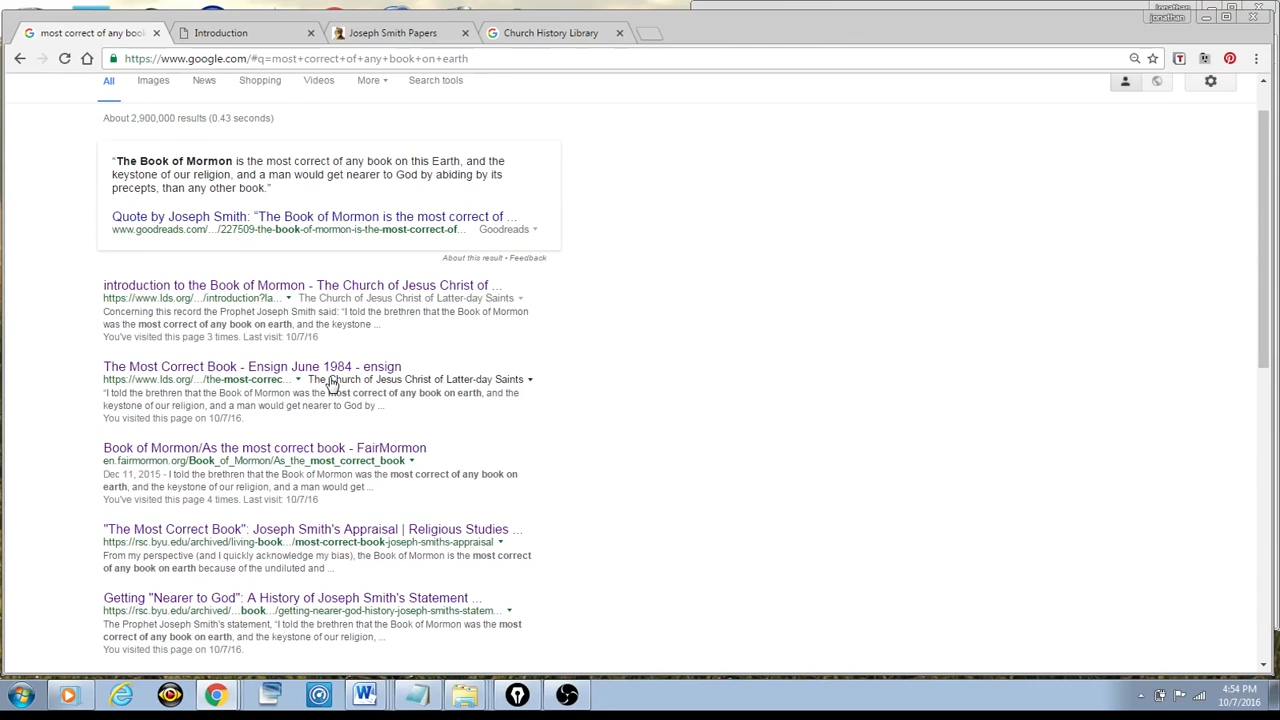 jonathan
jonathan
most correct of any boo
Introduction
Joseph Smith Papers
Church History Library
https://www.google.com/#q=most+correct+of+any+book+on+earth
All Images News Shopping Videos More Search tools
About 2,900,000 results (0.43 seconds)
"The Book of Mormon is the most correct of any book on this Earth, and the
keystone of our religion, and a man would get nearer to God by abiding by its
precepts, than any other book."
Quote by Joseph Smith: "The Book of Mormon is the most correct of ...
www.goodreads.com/.../227509-the-book-of-mormon-is-the-most-correct-of... Goodreads
About this result • Feedback
introduction to the Book of Mormon - The Church of Jesus Christ of ...
https://www.lds.org/.../introduction?la... The Church of Jesus Christ of Latter-day Saints
Concerning this record the Prophet Joseph Smith said: "I told the brethren that the Book of Mormon
was the most correct of any book on earth, and the keystone ...
You've visited this page 3 times. Last visit: 10/7/16
The Most Correct Book - Ensign June 1984 - ensign
https://www.lds.org/.../the-most-correc... The Church of Jesus Christ of Latter-day Saints
"I told the brethren that the Book of Mormon was the most correct of any book on earth, and the
keystone of our religion, and a man would get nearer to God by ...
You visited this page on 10/7/16.
Book of Mormon/As the most correct book - FairMormon
en.fairmormon.org/Book_of_Mormon/As_the_most_correct_book
Dec 11, 2015 - I told the brethren that the Book of Mormon was the most correct of any book on
earth, and the keystone of our religion, and a man would get ...
You've visited this page 4 times. Last visit: 10/7/16
"The Most Correct Book": Joseph Smith's Appraisal | Religious Studies ...
https://rsc.byu.edu/archived/living-book.../most-correct-book-joseph-smiths-appraisal
From my perspective (and I quickly acknowledge my bias), the Book of Mormon is the most correct
of any book on earth because of the undiluted and ...
Getting "Nearer to God": A History of Joseph Smith's Statement ...
https://rsc.byu.edu/archived/...book.../getting-nearer-god-history-joseph-smiths-statem...
The Prophet Joseph Smith's statement, "I told the brethren that the Book of Mormon was the most
correct of any book on earth, and the keystone of our religion, ...
You visited this page on 10/7/16.
4:54 PM
10/7/2016